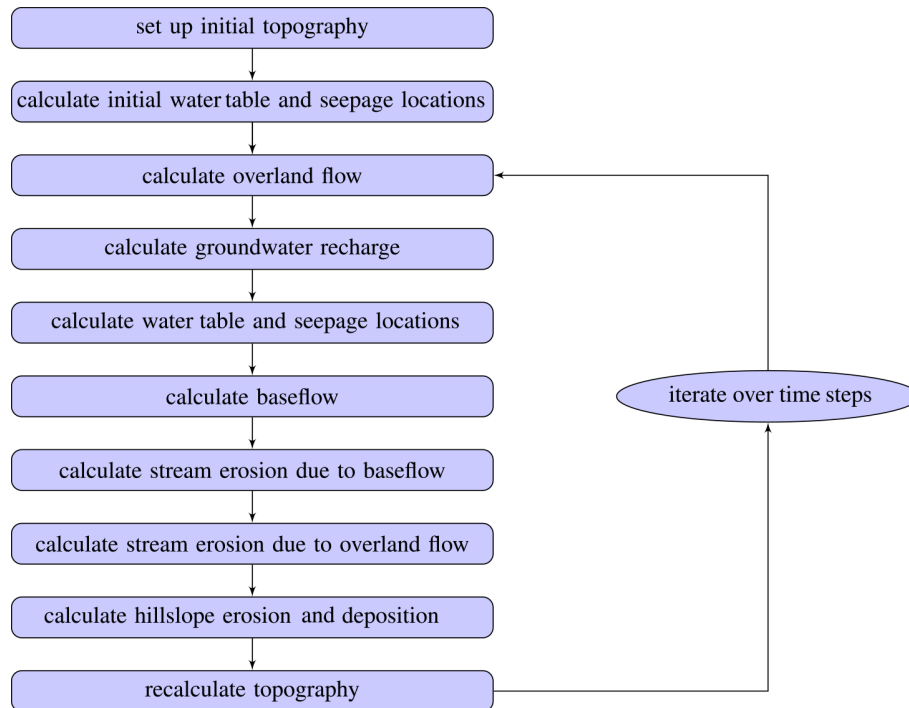 set up initial topography
calculate initial water table and seepage locations
calculate overland flow
calculate groundwater recharge
calculate water table and seepage locations
calculate baseflow
iterate over time steps
calculate stream erosion due to baseflow
calculate stream erosion due to overland flow
calculate hillslope erosion and deposition
recalculate topography